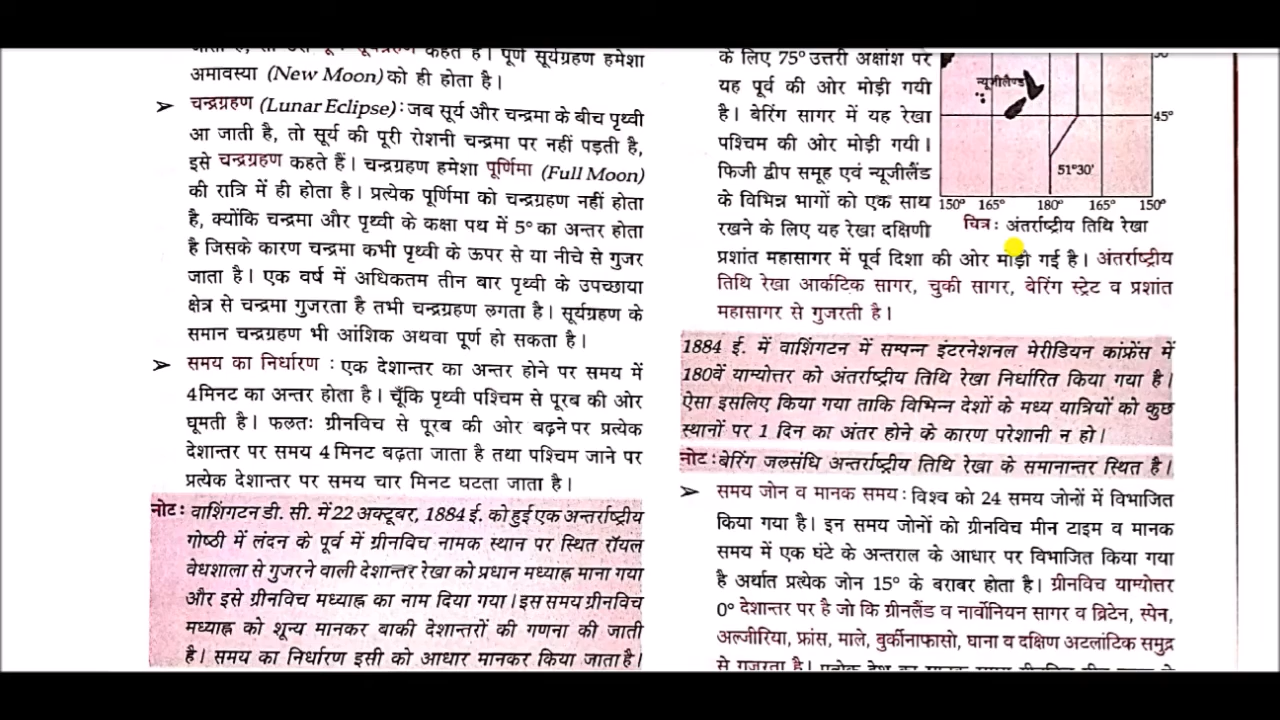 कहते हैं। पूर्ण सूर्यग्रहण हमेशा
अमावस्या (New Moon) को ही होता है।
➢ चन्द्रग्रहण (Lunar Eclipse) : जब सूर्य और चन्द्रमा के बीच पृथ्वी
आ जाती है, तो सूर्य की पूरी रोशनी चन्द्रमा पर नहीं पड़ती है,
इसे चन्द्रग्रहण कहते हैं। चन्द्रग्रहण हमेशा पूर्णिमा (Full Moon)
की रात्रि में ही होता है। प्रत्येक पूर्णिमा को चन्द्रग्रहण नहीं होता
है, क्योंकि चन्द्रमा और पृथ्वी के कक्षा पथ में 5° का अन्तर होता
है जिसके कारण चन्द्रमा कभी पृथ्वी के ऊपर से या नीचे से गुजर
जाता है। एक वर्ष में अधिकतम तीन बार पृथ्वी के उपच्छाया
क्षेत्र से चन्द्रमा गुजरता है तभी चन्द्रग्रहण लगता है। सूर्यग्रहण के
समान चन्द्रग्रहण भी आंशिक अथवा पूर्ण हो सकता है।
➢ समय का निर्धारण : एक देशान्तर का अन्तर होने पर समय में
4 मिनट का अन्तर होता है। चूँकि पृथ्वी पश्चिम से पूरब की ओर
घूमती है। फलतः ग्रीनविच से पूरब की ओर बढ़ने पर प्रत्येक
देशान्तर पर समय 4 मिनट बढ़ता जाता है तथा पश्चिम जाने पर
प्रत्येक देशान्तर पर समय चार मिनट घटता जाता है।
नोट : वाशिंगटन डी. सी. में 22 अक्टूबर, 1884 ई. को हुई एक अन्तर्राष्ट्रीय
गोष्ठी में लंदन के पूर्व में ग्रीनविच नामक स्थान पर स्थित रॉयल
वेधशाला से गुजरने वाली देशान्तर रेखा को प्रधान मध्याह्न माना गया
और इसे ग्रीनविच मध्याह्न का नाम दिया गया। इस समय ग्रीनविच
मध्याह्न को शून्य मानकर बाकी देशान्तरों की गणना की जाती
है। समय का निर्धारण इसी को आधार मानकर किया जाता है।
के लिए 75° उत्तरी अक्षांश पर
यह पूर्व की ओर मोड़ी गयी
है। बेरिंग सागर में यह रेखा
पश्चिम की ओर मोड़ी गयी।
फिजी द्वीप समूह एवं न्यूजीलैंड
के विभिन्न भागों को एक साथ
रखने के लिए यह रेखा दक्षिणी
प्रशांत महासागर में पूर्व दिशा की ओर मोड़ी गई है। अंतर्राष्ट्रीय
तिथि रेखा आर्कटिक सागर, चुकी सागर, बेरिंग स्ट्रेट व प्रशांत
महासागर से गुजरती है।
न्यूजीलैण्ड
45°
51°30'
150° 165° 180° 165° 150°
चित्र : अंतर्राष्ट्रीय तिथि रेखा
1884 ई. में वाशिंगटन में सम्पन्न इंटरनेशनल मेरीडियन कांफ्रेंस में
180वें याम्योत्तर को अंतर्राष्ट्रीय तिथि रेखा निर्धारित किया गया है।
ऐसा इसलिए किया गया ताकि विभिन्न देशों के मध्य यात्रियों को कुछ
स्थानों पर 1 दिन का अंतर होने के कारण परेशानी न हो।
नोट : बेरिंग जलसंधि अन्तर्राष्ट्रीय तिथि रेखा के समानान्तर स्थित है।
➢ समय जोन व मानक समय : विश्व को 24 समय जोनों में विभाजित
किया गया है। इन समय जोनों को ग्रीनविच मीन टाइम व मानक
समय में एक घंटे के अन्तराल के आधार पर विभाजित किया गया
है अर्थात प्रत्येक जोन 15° के बराबर होता है। ग्रीनविच याम्योत्तर
0° देशान्तर पर है जो कि ग्रीनलैंड व नार्वोनियन सागर व ब्रिटेन, स्पेन,
अल्जीरिया, फ्रांस, माले, बुर्कीनाफासो, घाना व दक्षिण अटलांटिक समुद्र
से गुजरता है।